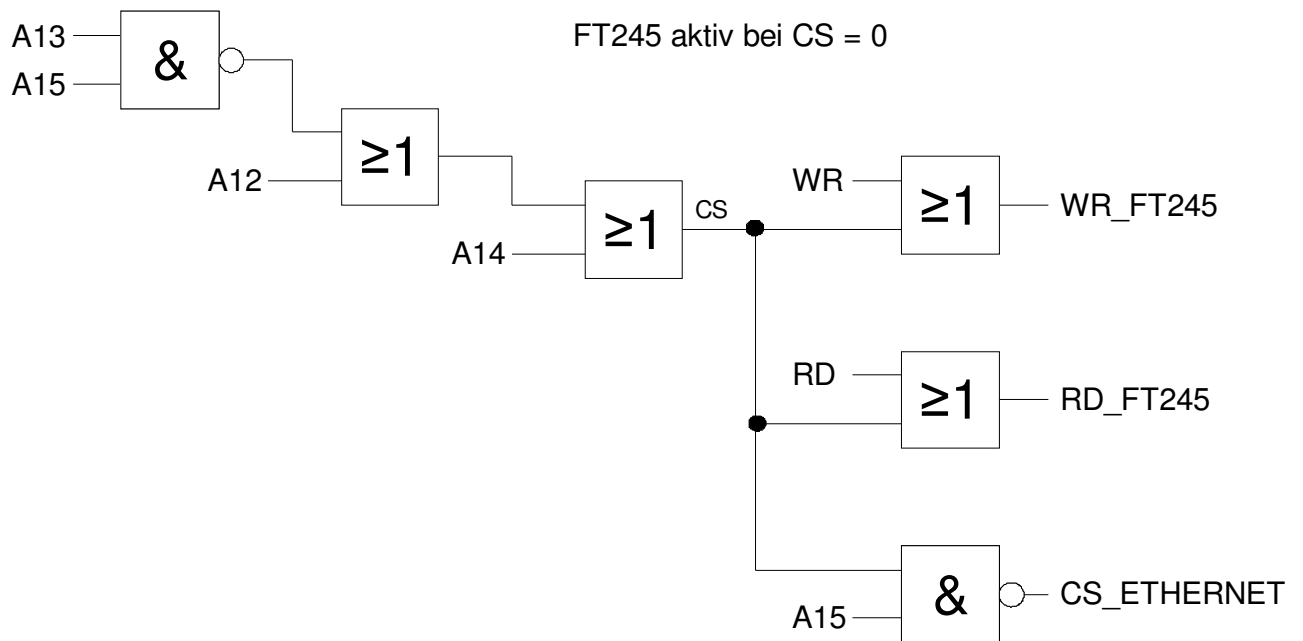 A13
FT245 aktiv bei CS = 0
&
A15
≥1
A12
WR
≥1
CS
≥1
WR_FT245
A14
RD
≥1
RD_FT245
&
CS_ETHERNET
A15